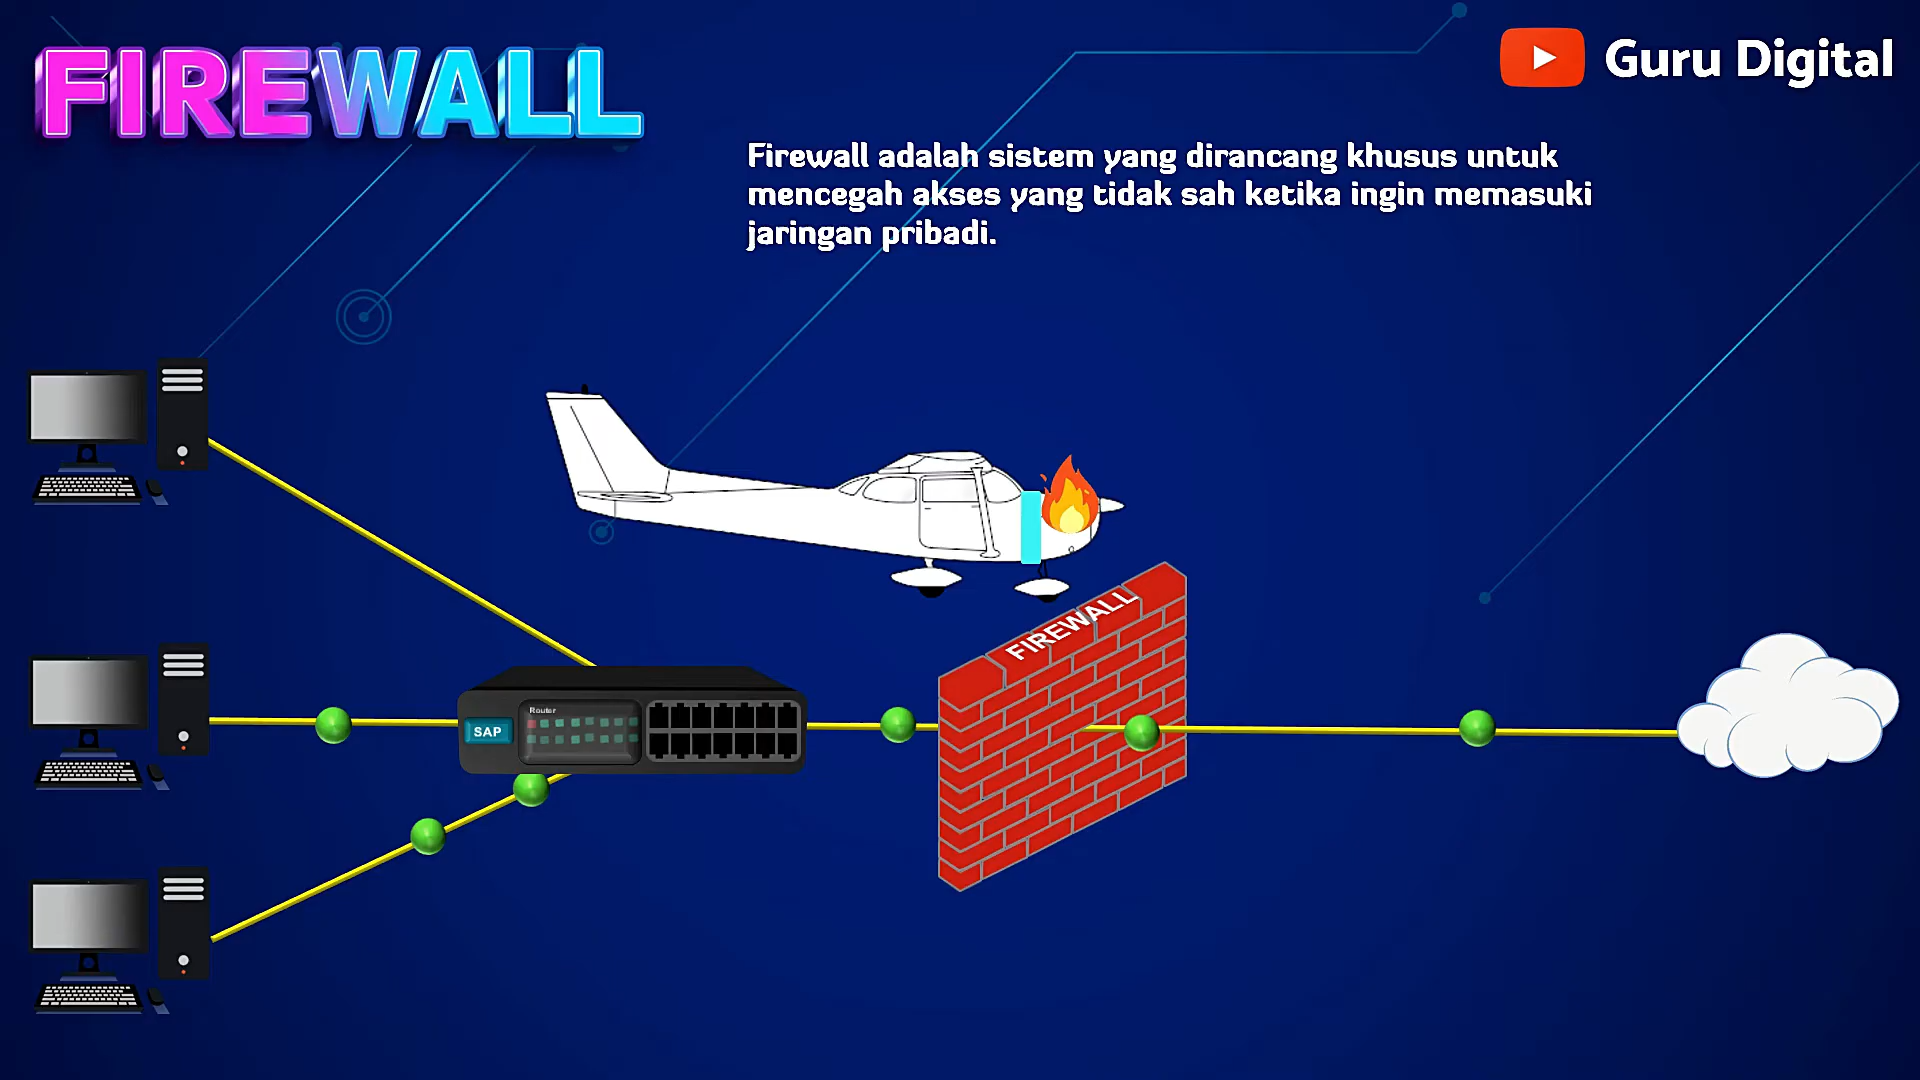 FIREWALL
Guru Digital
Firewall adalah sistem yang dirancang khusus untuk
mencegah akses yang tidak sah ketika ingin memasuki
jaringan pribadi.
FIREWALL
Router
SAP